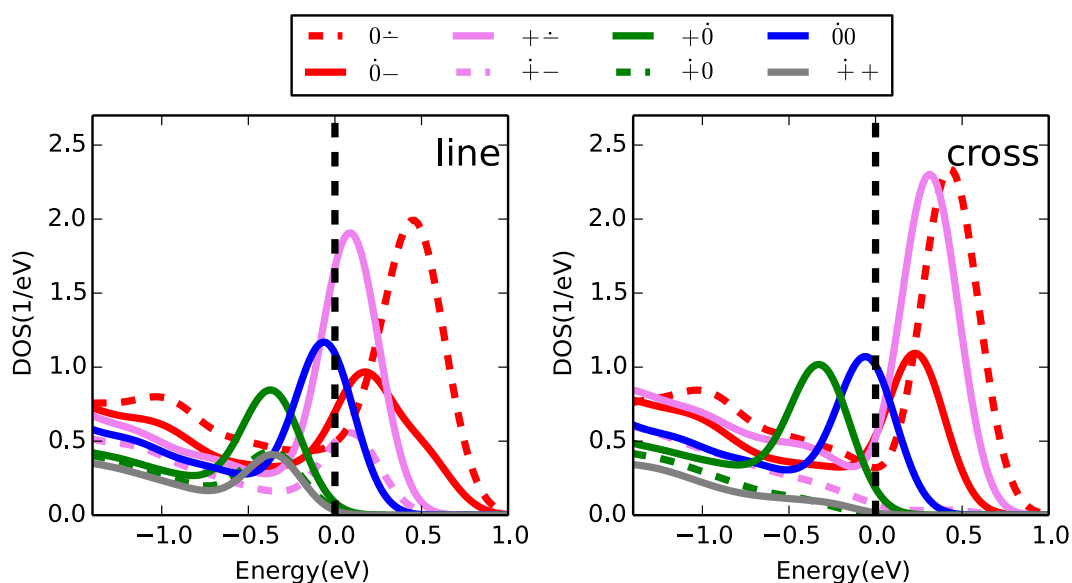 0−̇ +−̇ +0̇ 0̇0
0̇− +̇− +̇0 +̇+
line cross
2.5 2.5
2.0 2.0
1.5 1.5
1.0 1.0
0.5 0.5
0.0 0.0
−1.0 −0.5 0.0 0.5 1.0 −1.0 −0.5 0.0 0.5 1.0
DOS(1/eV) DOS(1/eV)
Energy(eV) Energy(eV)